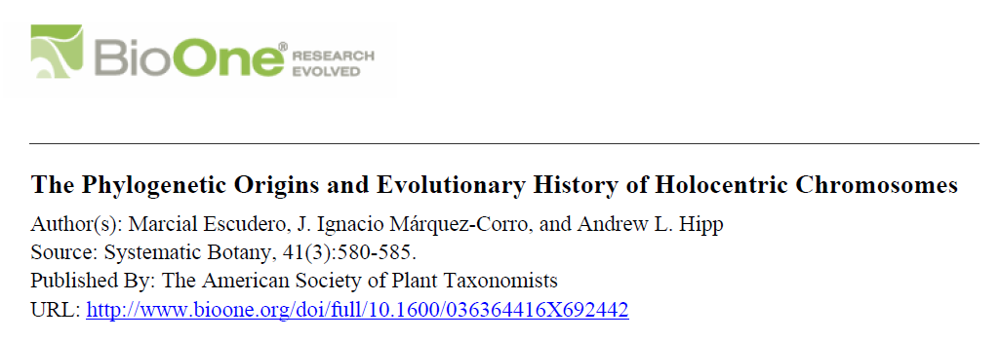 BioOne® RESEARCH
EVOLVED
The Phylogenetic Origins and Evolutionary History of Holocentric Chromosomes
Author(s): Marcial Escudero, J. Ignacio Márquez-Corro, and Andrew L. Hipp
Source: Systematic Botany, 41(3):580-585.
Published By: The American Society of Plant Taxonomists
URL: http://www.bioone.org/doi/full/10.1600/036364416X692442